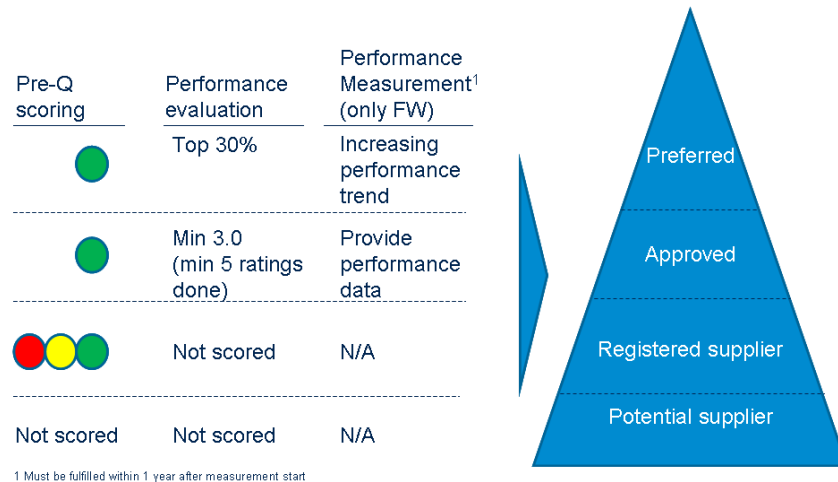 Pre-Q
scoring
Performance
evaluation
Performance
Measurement1
(only FW)
Top 30%
Increasing
performance
trend
Preferred
Min 3.0
(min 5 ratings
done)
Provide
performance
data
Approved
Not scored
N/A
Registered supplier
Not scored
Not scored
N/A
Potential supplier
1 Must be fulfilled within 1 year after measurement start